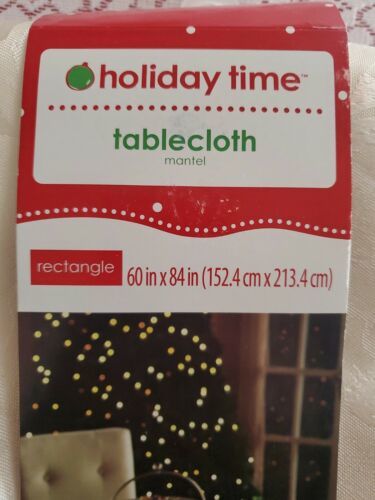 holiday time™
tablecloth
mantel
rectangle
60 in x 84 in (152.4 cm x 213.4 cm)